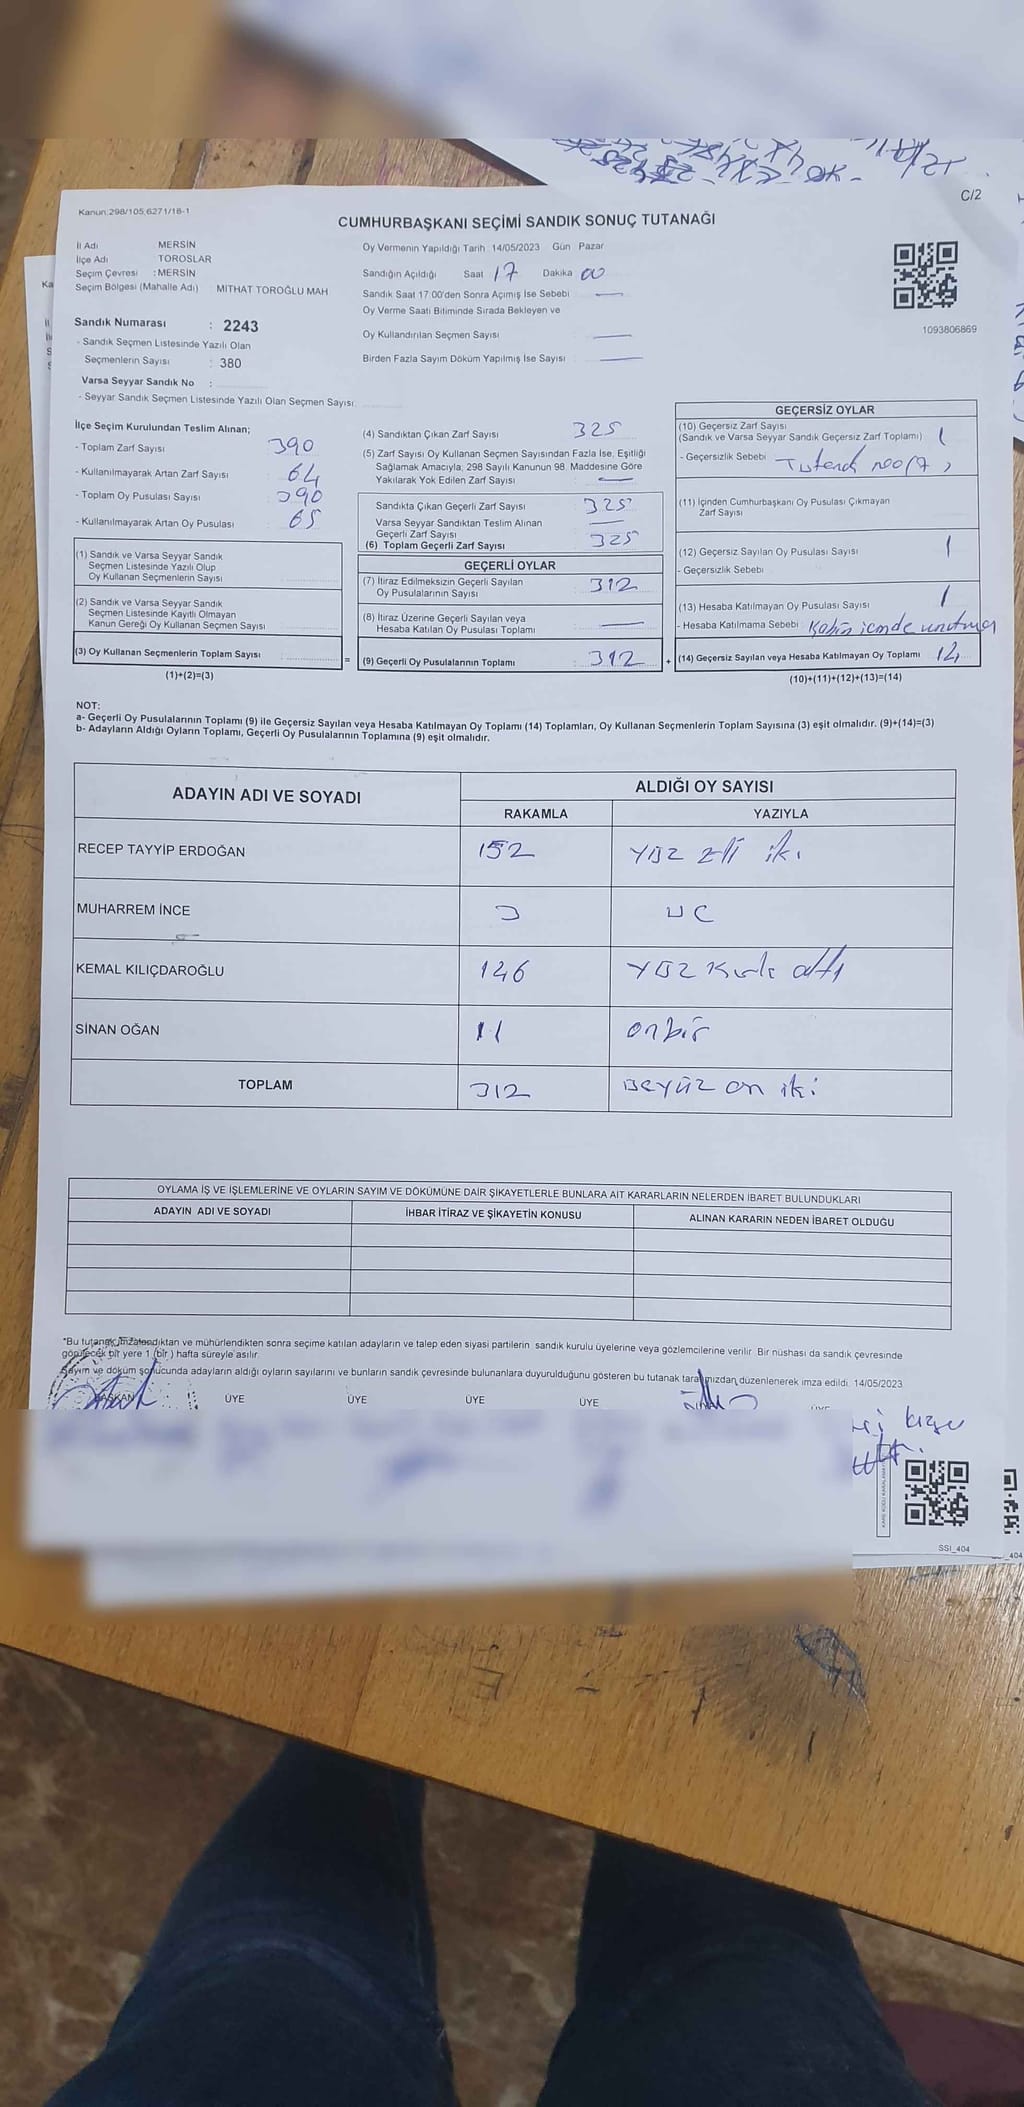 C/2
Kanun:298/105,6271/18-1
CUMHURBAŞKANI SEÇİMİ SANDIK SONUÇ TUTANAĞI
İl Adı MERSİN
İlçe Adı TOROSLAR
Seçim Çevresi : MERSİN
Seçim Bölgesi (Mahalle Adı) MİTHAT TOROĞLU MAH
Sandık Numarası : 2243
- Sandık Seçmen Listesinde Yazılı Olan
Seçmenlerin Sayısı : 380
Varsa Seyyar Sandık No :
- Seyyar Sandık Seçmen Listesinde Yazılı Olan Seçmen Sayısı
Oy Vermenin Yapıldığı Tarih 14/05/2023 Gün Pazar
Sandığın Açıldığı Saat 17 Dakika 00
Sandık Saat 17:00'den Sonra Açımış İse Sebebi —
Oy Verme Saati Bitiminde Sırada Bekleyen ve
Oy Kullandırılan Seçmen Sayısı —
Birden Fazla Sayım Döküm Yapılmış İse Sayısı —
1093806869
İlçe Seçim Kurulundan Teslim Alınan;
- Toplam Zarf Sayısı 390
- Kullanılmayarak Artan Zarf Sayısı 64
- Toplam Oy Pusulası Sayısı 390
- Kullanılmayarak Artan Oy Pusulası 65
(1) Sandık ve Varsa Seyyar Sandık
Seçmen Listesinde Yazılı Olup
Oy Kullanan Seçmenlerin Sayısı
(2) Sandık ve Varsa Seyyar Sandık
Seçmen Listesinde Kayıtlı Olmayan
Kanun Gereği Oy Kullanan Seçmen Sayısı
(3) Oy Kullanan Seçmenlerin Toplam Sayısı
(1)+(2)=(3)
=
(4) Sandıktan Çıkan Zarf Sayısı 325
(5) Zarf Sayısı Oy Kullanan Seçmen Sayısından Fazla İse, Eşitliği
Sağlamak Amacıyla, 298 Sayılı Kanunun 98. Maddesine Göre
Yakılarak Yok Edilen Zarf Sayısı —
Sandıkta Çıkan Geçerli Zarf Sayısı 325
Varsa Seyyar Sandıktan Teslim Alınan
Geçerli Zarf Sayısı —
(6) Toplam Geçerli Zarf Sayısı 325
GEÇERLİ OYLAR
(7) İtiraz Edilmeksizin Geçerli Sayılan
Oy Pusulalarının Sayısı 312
(8) İtiraz Üzerine Geçerli Sayılan veya
Hesaba Katılan Oy Pusulası Toplamı —
(9) Geçerli Oy Pusulalarının Toplamı : 312
+
GEÇERSİZ OYLAR
(10) Geçersiz Zarf Sayısı
(Sandık ve Varsa Seyyar Sandık Geçersiz Zarf Toplamı) 1
- Geçersizlik Sebebi
(11) İçinden Cumhurbaşkanı Oy Pusulası Çıkmayan
Zarf Sayısı
(12) Geçersiz Sayılan Oy Pusulası Sayısı 1
- Geçersizlik Sebebi
(13) Hesaba Katılmayan Oy Pusulası Sayısı 1
- Hesaba Katılmama Sebebi Kabin içinde
(14) Geçersiz Sayılan veya Hesaba Katılmayan Oy Toplamı
(10)+(11)+(12)+(13)=(14)
NOT:
a- Geçerli Oy Pusulalarının Toplamı (9) ile Geçersiz Sayılan veya Hesaba Katılmayan Oy Toplamı (14) Toplamları, Oy Kullanan Seçmenlerin Toplam Sayısına (3) eşit olmalıdır. (9)+(14)=(3)
b- Adayların Aldığı Oyların Toplamı, Geçerli Oy Pusulalarının Toplamına (9) eşit olmalıdır.
ADAYIN ADI VE SOYADI ALDIĞI OY SAYISI
RAKAMLA YAZIYLA
RECEP TAYYİP ERDOĞAN 152 yüz elli iki
MUHARREM İNCE 3 üc
KEMAL KILIÇDAROĞLU 146 yüz kırk altı
SİNAN OĞAN 11 onbir
TOPLAM 312 üçyüz on iki
OYLAMA İŞ VE İŞLEMLERİNE VE OYLARIN SAYIM VE DÖKÜMÜNE DAİR ŞİKAYETLERLE BUNLARA AİT KARARLARIN NELERDEN İBARET BULUNDUKLARI
ADAYIN ADI VE SOYADI İHBAR İTİRAZ VE ŞİKAYETİN KONUSU ALINAN KARARIN NEDEN İBARET OLDUĞU
*Bu tutanak imzalandıktan ve mühürlendikten sonra seçime katılan adayların ve talep eden siyasi partilerin sandık kurulu üyelerine veya gözlemcilerine verilir. Bir nüshası da sandık çevresinde
görülecek bir yere 1 (bir) hafta süreyle asılır.
Sayım ve döküm sonucunda adayların aldığı oyların sayılarını ve bunların sandık çevresinde bulunanlara duyurulduğunu gösteren bu tutanak tarafımızdan düzenlenerek imza edildi. 14/05/2023
BAŞKAN ÜYE ÜYE ÜYE ÜYE
SSI_404